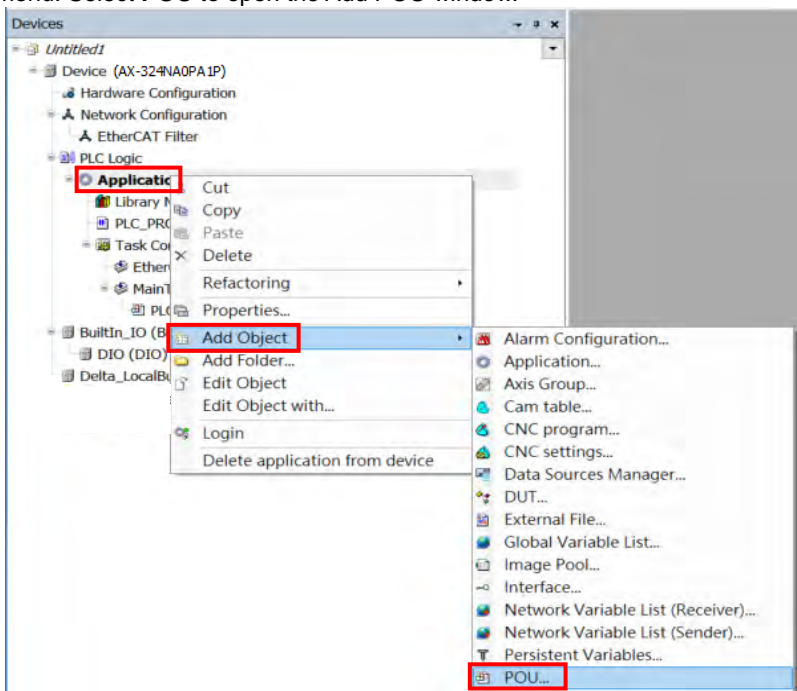 Devices
Untitled1
Device (AX-324NA0PA1P)
Hardware Configuration
Network Configuration
EtherCAT Filter
PLC Logic
Applicatio
Library
PLC_PRO
Task Co
Ether
MainT
PLC
BuiltIn_IO (B
DIO (DIO)
Delta_LocalBu
Cut
Copy
Paste
Delete
Refactoring
Properties...
Add Object
Add Folder...
Edit Object
Edit Object with...
Login
Delete application from device
Alarm Configuration...
Application...
Axis Group...
Cam table...
CNC program...
CNC settings...
Data Sources Manager...
DUT...
External File...
Global Variable List...
Image Pool...
Interface...
Network Variable List (Receiver)...
Network Variable List (Sender)...
Persistent Variables...
POU...